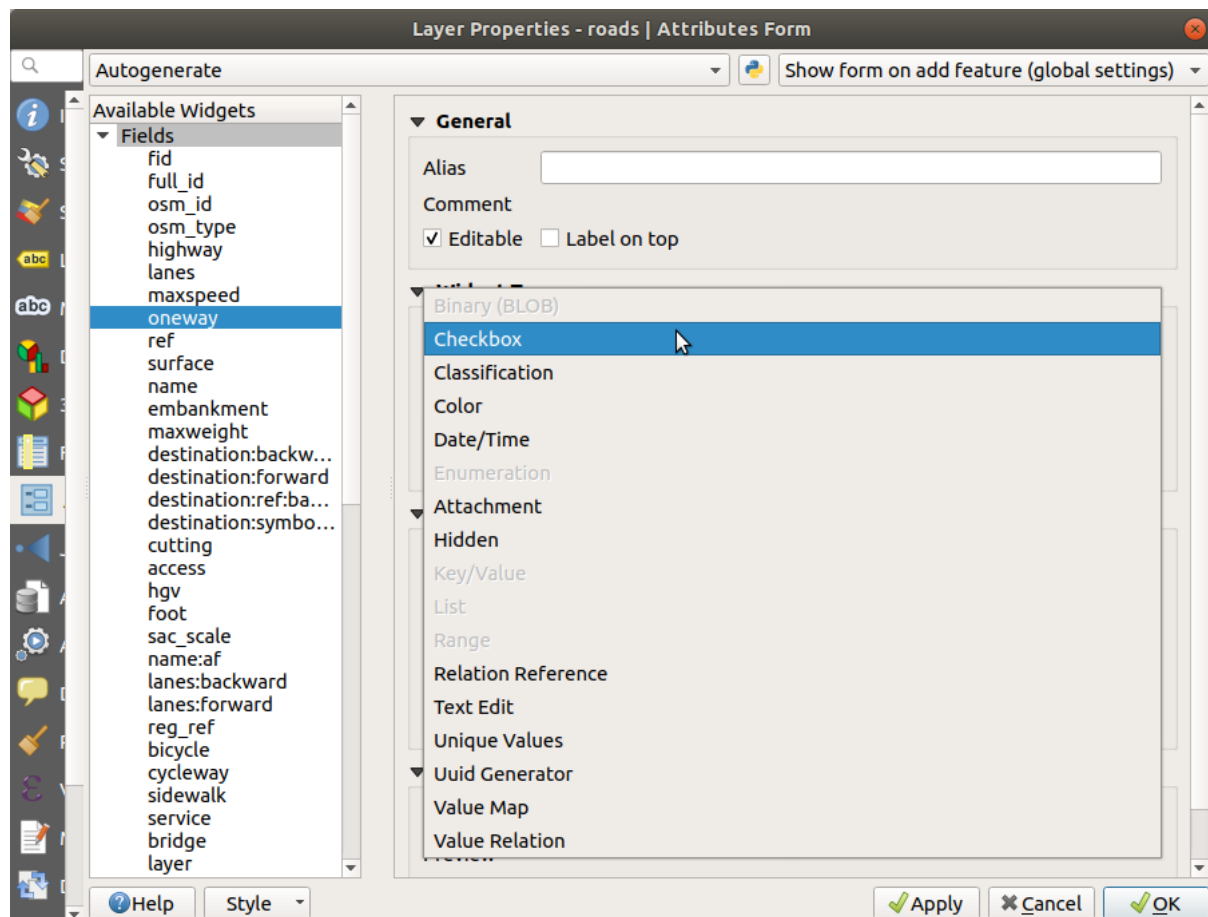 Layer Properties - roads | Attributes Form
Autogenerate
Show form on add feature (global settings)
Available Widgets
Fields
fid
full_id
osm_id
osm_type
highway
lanes
maxspeed
oneway
ref
surface
name
embankment
maxweight
destination:backw...
destination:forward
destination:ref:ba...
destination:symbo...
cutting
access
hgv
foot
sac_scale
name:af
lanes:backward
lanes:forward
reg_ref
bicycle
cycleway
sidewalk
service
bridge
layer
General
Alias
Comment
Editable
Label on top
Binary (BLOB)
Checkbox
Classification
Color
Date/Time
Enumeration
Attachment
Hidden
Key/Value
List
Range
Relation Reference
Text Edit
Unique Values
Uuid Generator
Value Map
Value Relation
abc
abc
Help
Style
Apply
Cancel
OK